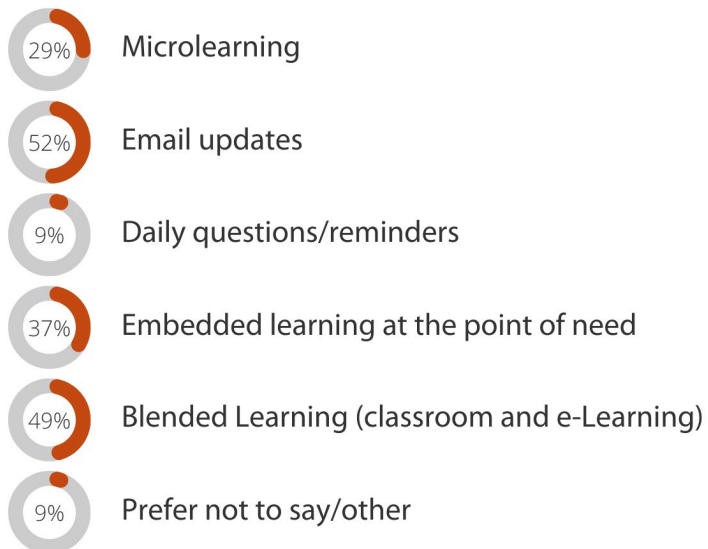 29% Microlearning
52% Email updates
9% Daily questions/reminders
37% Embedded learning at the point of need
49% Blended Learning (classroom and e-Learning)
9% Prefer not to say/other